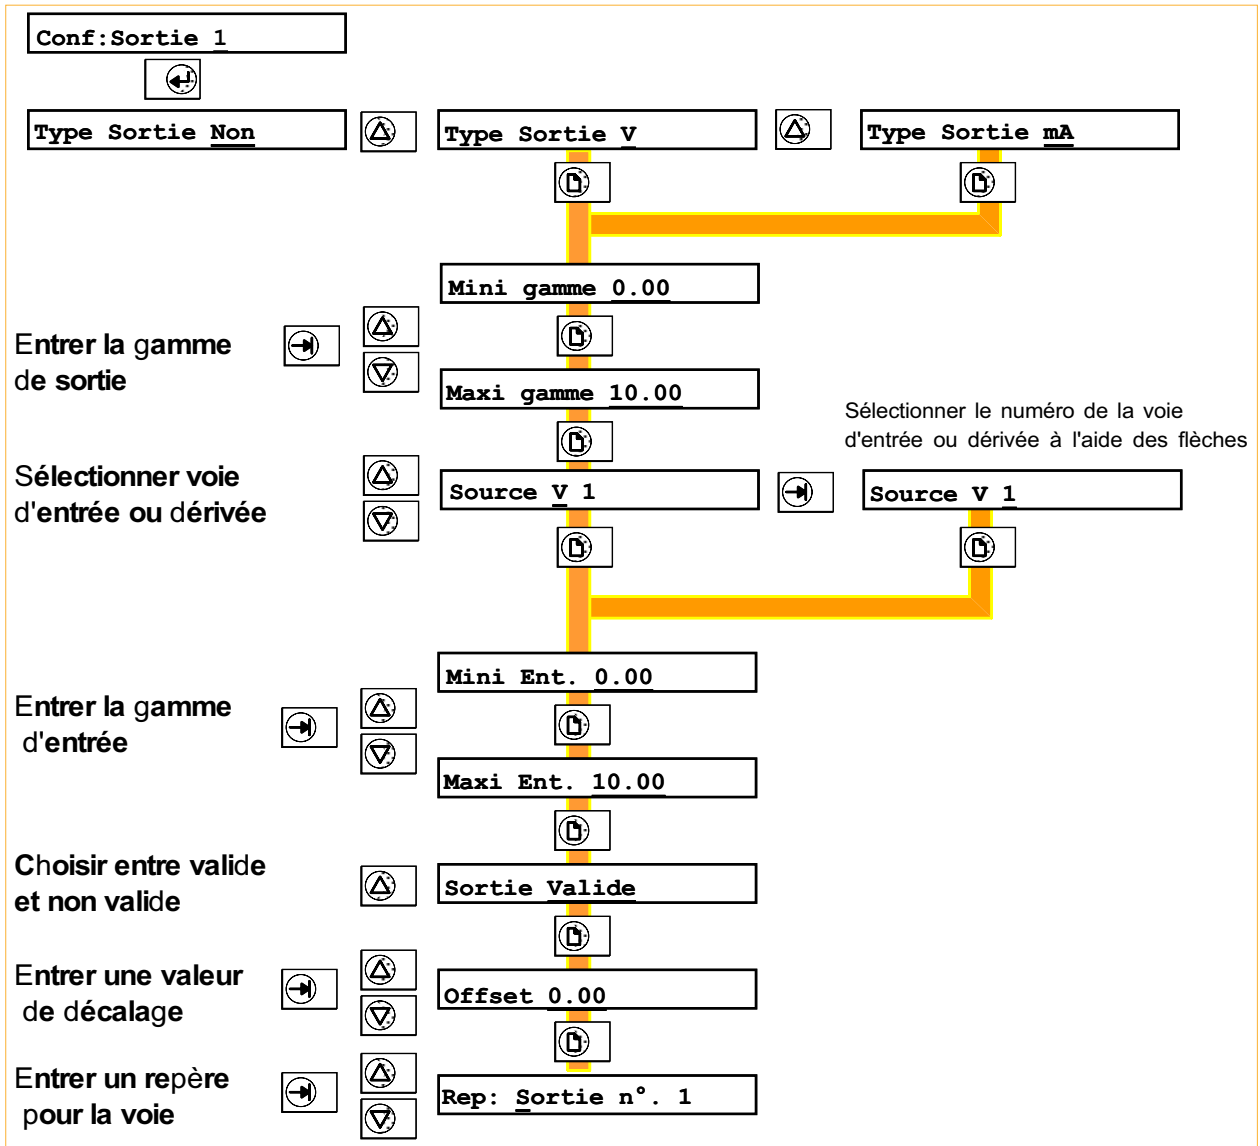 Conf:Sortie 1
Type Sortie Non
Type Sortie V
Type Sortie mA
Mini gamme 0.00
Entrer la gamme
de sortie
Maxi gamme 10.00
Sélectionner le numéro de la voie
d'entrée ou dérivée à l'aide des flèches
Sélectionner voie
d'entrée ou dérivée
Source V 1
Source V 1
Mini Ent. 0.00
Entrer la gamme
d'entrée
Maxi Ent. 10.00
Choisir entre valide
et non valide
Sortie Valide
Entrer une valeur
de décalage
Offset 0.00
Entrer un repère
pour la voie
Rep: Sortie n°. 1